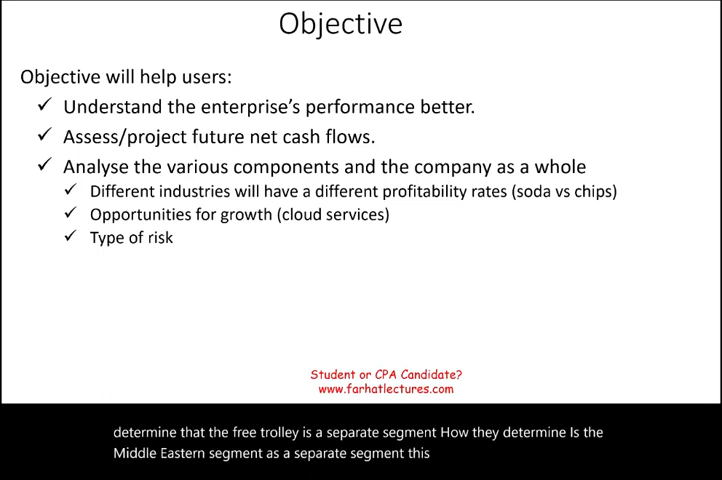 Objective
Objective will help users:
✓ Understand the enterprise's performance better.
✓ Assess/project future net cash flows.
✓ Analyse the various components and the company as a whole
✓ Different industries will have a different profitability rates (soda vs chips)
✓ Opportunities for growth (cloud services)
✓ Type of risk
Student or CPA Candidate?
www.farhatlectures.com
determine that the free trolley is a separate segment How they determine Is the
Middle Eastern segment as a separate segment this